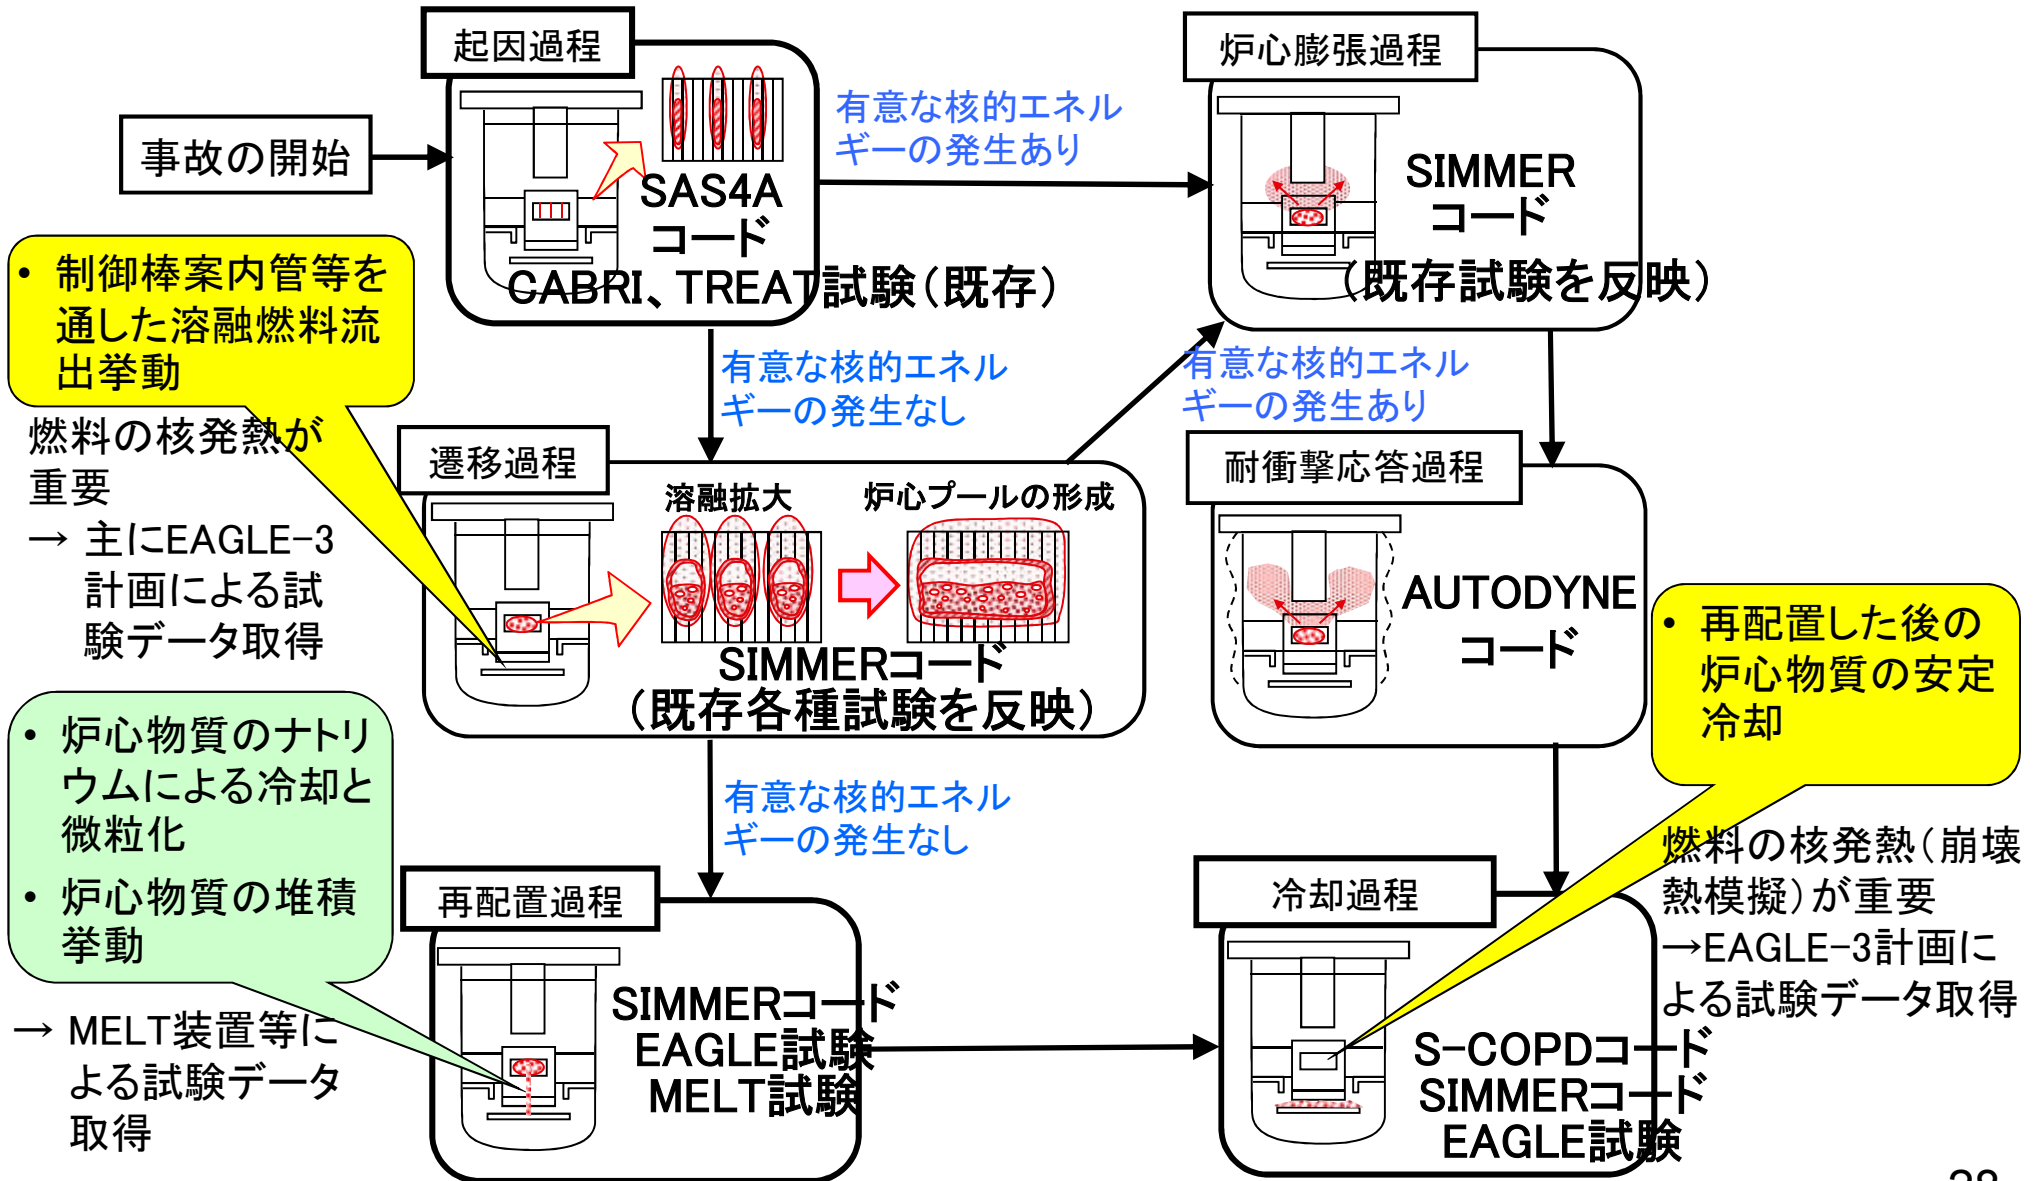 起因過程
事故の開始
SAS4A
コード
CABRI、TREAT試験（既存）
有意な核的エネル
ギーの発生あり
炉心膨張過程
SIMMER
コード
（既存試験を反映）
• 制御棒案内管等を
通した溶融燃料流
出挙動
燃料の核発熱が
重要
→ 主にEAGLE-3
計画による試
験データ取得
有意な核的エネル
ギーの発生なし
有意な核的エネル
ギーの発生あり
遷移過程
溶融拡大
炉心プールの形成
SIMMERコード
（既存各種試験を反映）
耐衝撃応答過程
AUTODYNE
コード
• 再配置した後の
炉心物質の安定
冷却
燃料の核発熱（崩壊
熱模擬）が重要
→EAGLE-3計画に
よる試験データ取得
• 炉心物質のナトリ
ウムによる冷却と
微粒化
• 炉心物質の堆積
挙動
→ MELT装置等に
よる試験データ
取得
有意な核的エネル
ギーの発生なし
再配置過程
SIMMERコード
EAGLE試験
MELT試験
冷却過程
S-COPDコード
SIMMERコード
EAGLE試験